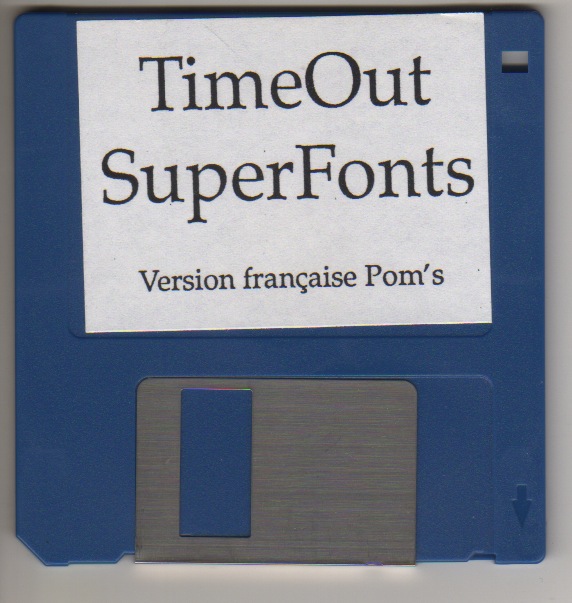 TimeOut
SuperFonts
Version française Pom's